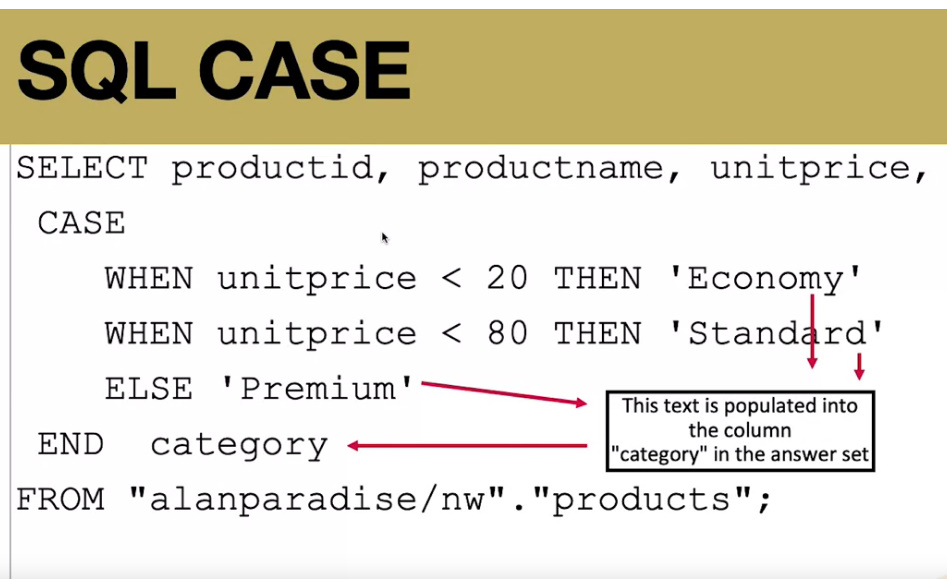 SQL CASE
SELECT productid, productname, unitprice,
CASE
WHEN unitprice < 20 THEN 'Economy'
WHEN unitprice < 80 THEN 'Standard'
ELSE 'Premium'
This text is populated into
the column
"category" in the answer set
END category
FROM "alanparadise/nw"."products";